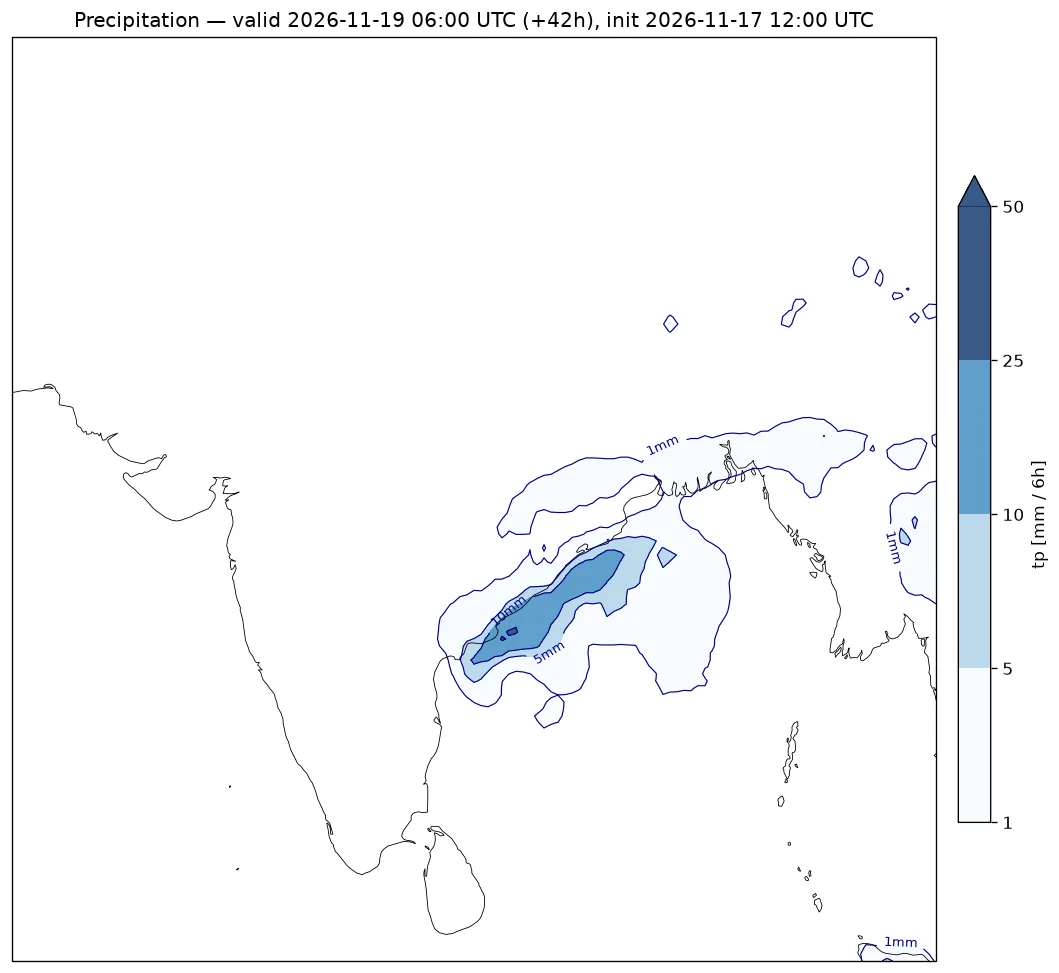 Precipitation — valid 2026-11-19 06:00 UTC (+42h), init 2026-11-17 12:00 UTC
50
25
10
5
1
tp [mm / 6h]
1mm
1mm
10mm
5mm
1mm